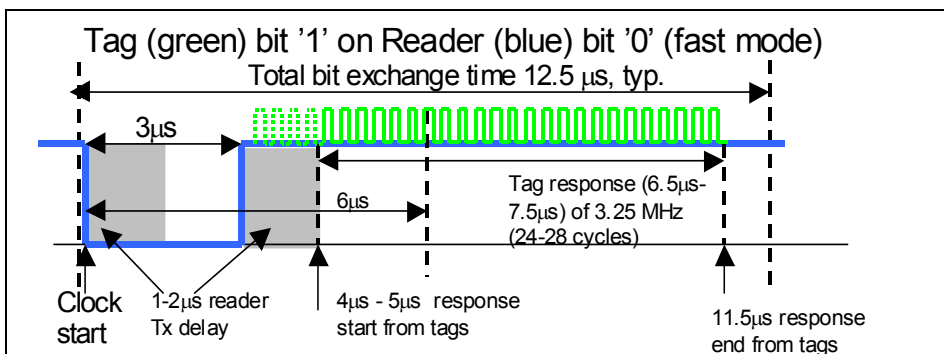 Tag (green) bit '1' on Reader (blue) bit '0' (fast mode)
Total bit exchange time 12.5 μs, typ.
3μs
6μs
Tag response (6.5μs-
7.5μs) of 3.25 MHz
(24-28 cycles)
Clock
start
1-2μs reader
Tx delay
4μs - 5μs response
start from tags
11.5μs response
end from tags